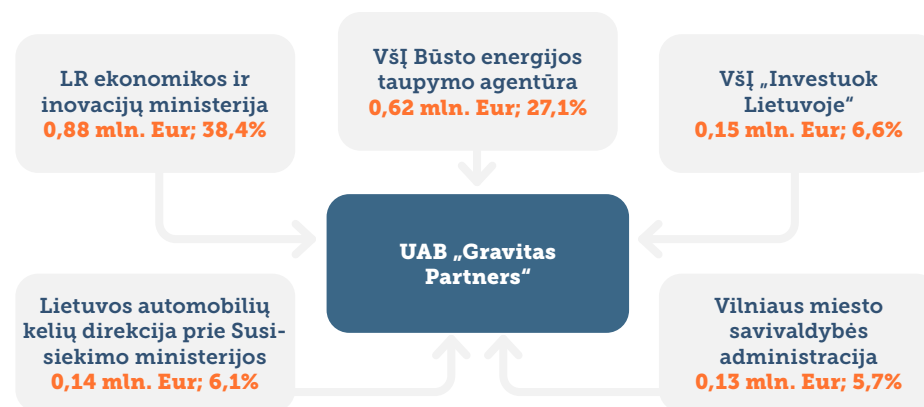 LR ekonomikos ir
inovacijų ministerija
0,88 mln. Eur; 38,4%
VšĮ Būsto energijos
taupymo agentūra
0,62 mln. Eur; 27,1%
VšĮ „Investuok
Lietuvoje“
0,15 mln. Eur; 6,6%
UAB „Gravitas
Partners“
Lietuvos automobilių
kelių direkcija prie Susi-
siekimo ministerijos
0,14 mln. Eur; 6,1%
Vilniaus miesto
savivaldybės
administracija
0,13 mln. Eur; 5,7%